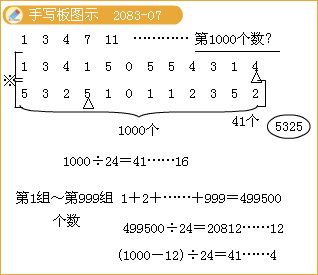 手写板图示 2083-07
1 3 4 7 11 ………… 第1000个数?
1 3 4 1 5 0 5 5 4 3 1 4
※
5 3 2 5 1 0 1 1 2 3 5 2
1000个 41个
5325
1000÷24=41……16
第1组~第999组 1+2+……+999=499500
个数
499500÷24=20812……12
(1000-12)÷24=41……4